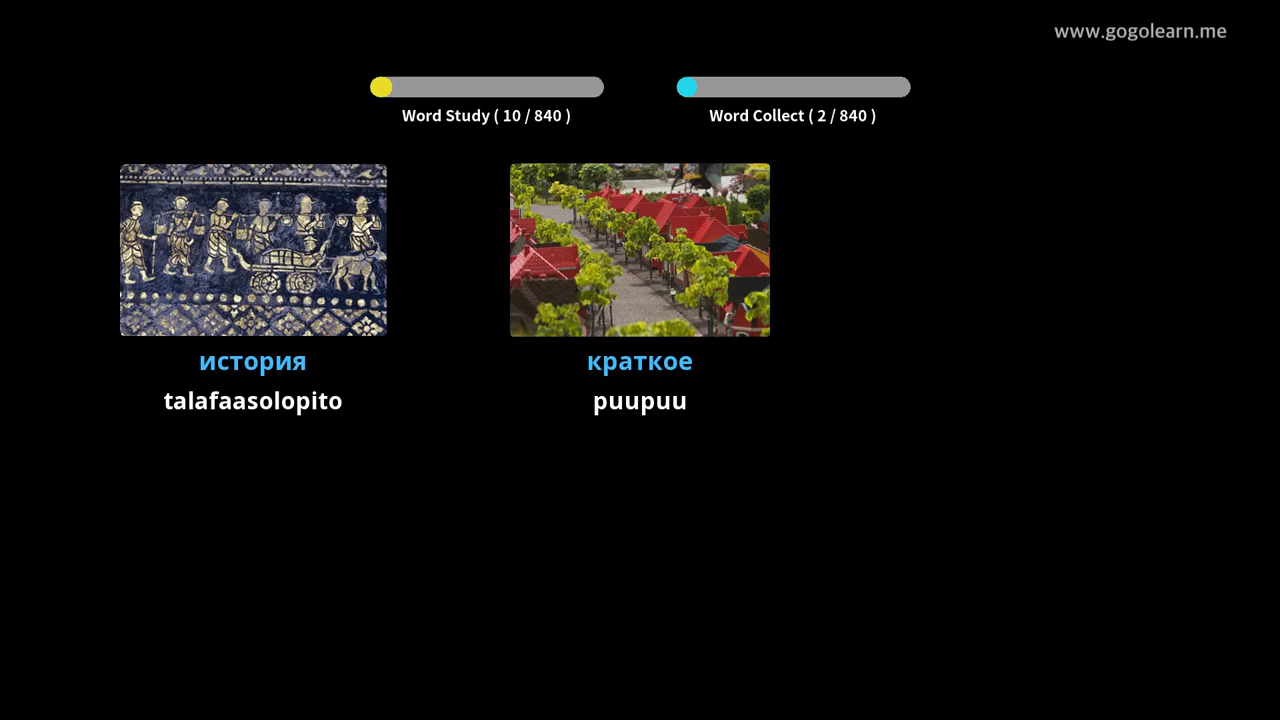 www.gogolearn.me
Word Study ( 10 / 840 )
Word Collect ( 2 / 840 )
история
talafaasolopito
краткое
puupuu